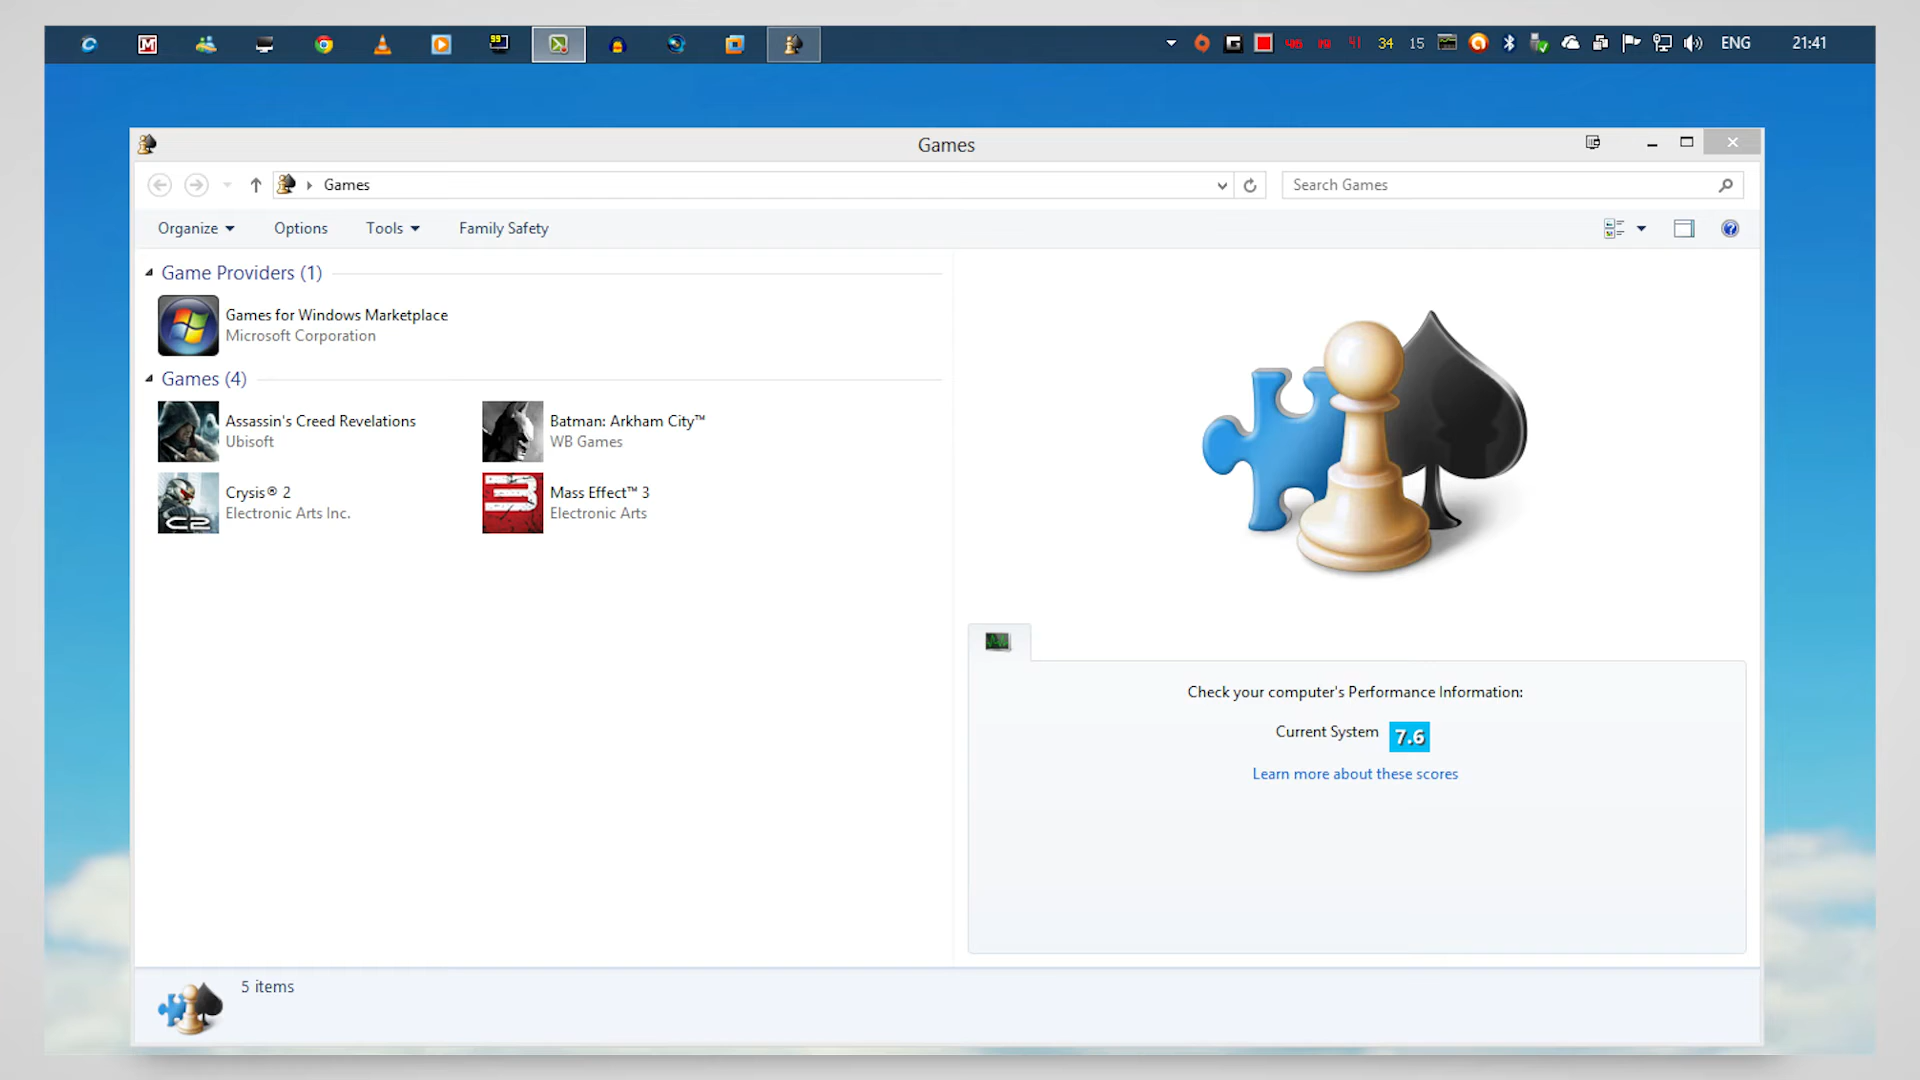 99
34
15
ENG
21:41
Games
Games
Search Games
Organize
Options
Tools
Family Safety
Game Providers (1)
Games for Windows Marketplace
Microsoft Corporation
Games (4)
Assassin's Creed Revelations
Ubisoft
Batman: Arkham City™
WB Games
Crysis® 2
Electronic Arts Inc.
C2
Mass Effect™ 3
Electronic Arts
3
Check your computer's Performance Information:
Current System 7.6
Learn more about these scores
5 items